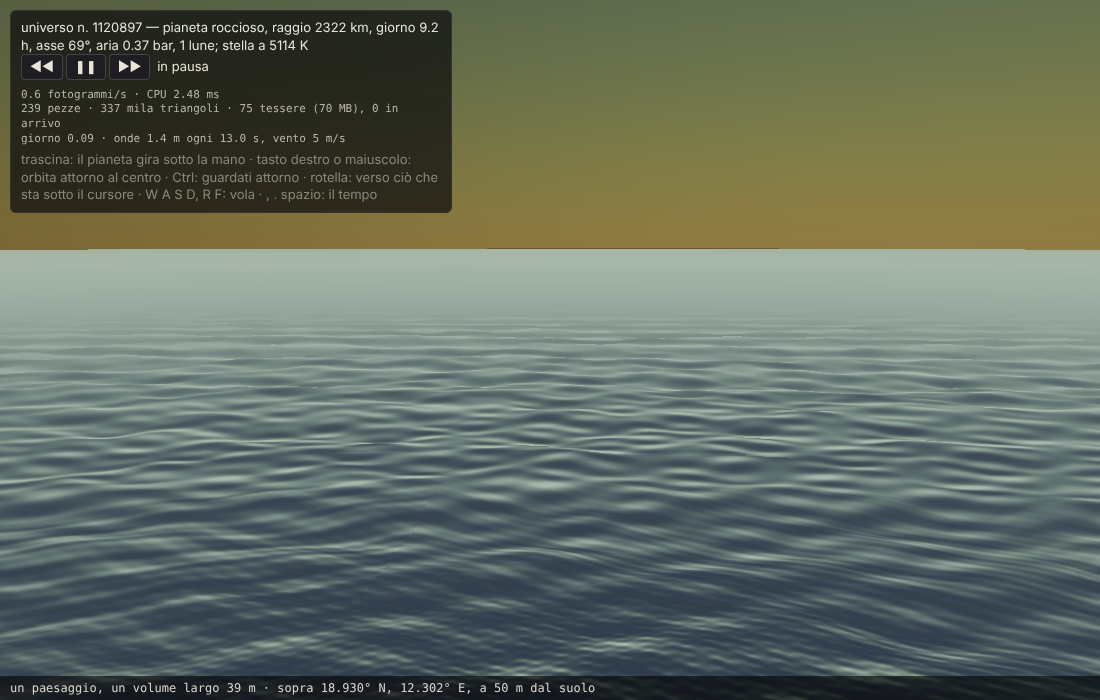 universo n. 1120897 — pianeta roccioso, raggio 2322 km, giorno 9.2
h, asse 69°, aria 0.37 bar, 1 lune; stella a 5114 K
in pausa
0.6 fotogrammi/s · CPU 2.48 ms
239 pezze · 337 mila triangoli · 75 tessere (70 MB), 0 in
arrivo
giorno 0.09 · onde 1.4 m ogni 13.0 s, vento 5 m/s
trascina: il pianeta gira sotto la mano · tasto destro o maiuscolo:
orbita attorno al centro · Ctrl: guardati attorno · rotella: verso ciò che
sta sotto il cursore · W A S D, R F: vola · , . spazio: il tempo
un paesaggio, un volume largo 39 m · sopra 18.930° N, 12.302° E, a 50 m dal suolo